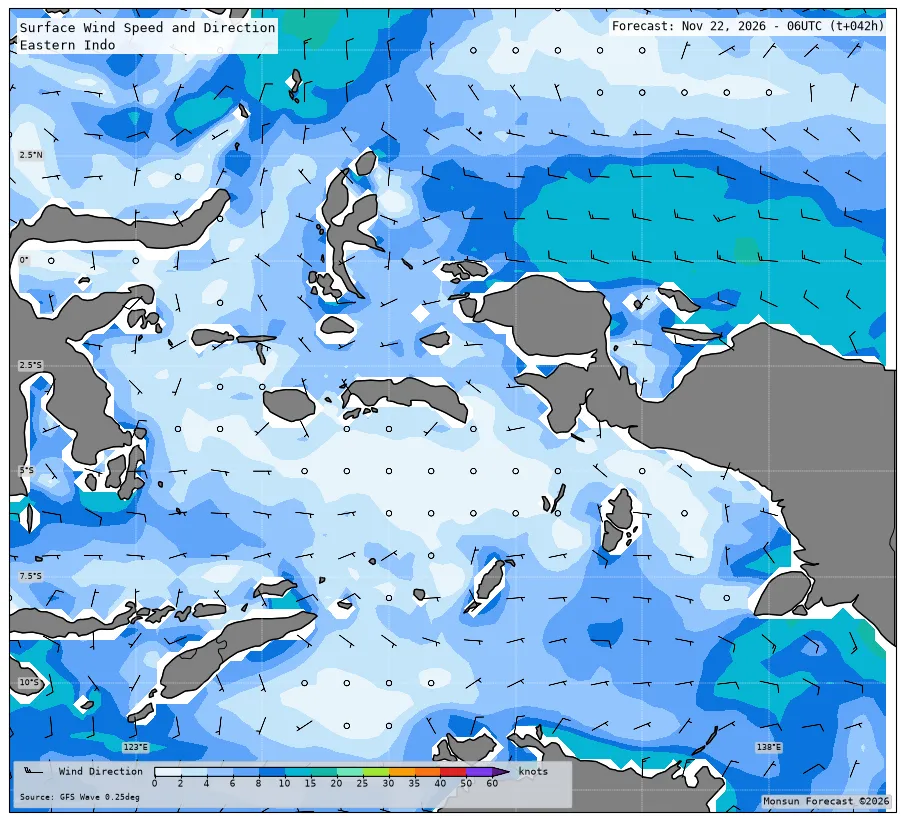 Surface Wind Speed and Direction
Eastern Indo
Forecast: Nov 22, 2026 - 06UTC (t+042h)
2.5°N
0°
2.5°S
5°S
7.5°S
10°S
123°E
138°E
Wind Direction
0 2 4 6 8 10 15 20 25 30 35 40 50 60
knots
Source: GFS Wave 0.25deg
Monsun Forecast ©2026